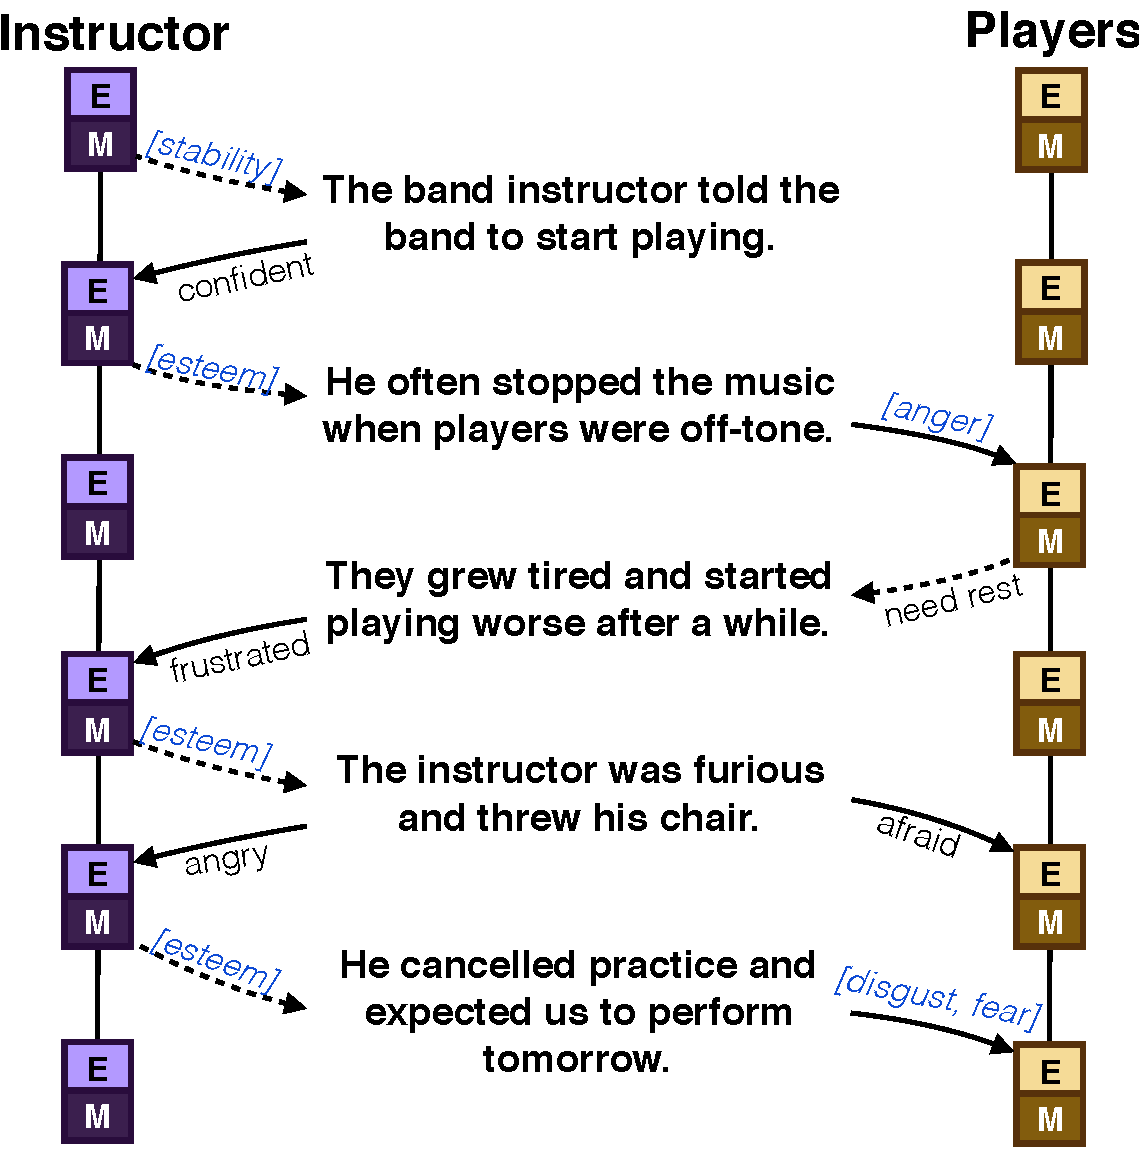 Instructor
Players
E
E
M
M
[stability]
The band instructor told the
band to start playing.
confident
E
E
M
M
[esteem]
He often stopped the music
when players were off-tone.
[anger]
E
E
M
M
They grew tired and started
playing worse after a while.
need rest
frustrated
E
E
M
M
[esteem]
The instructor was furious
and threw his chair.
afraid
angry
E
E
M
M
[esteem]
He cancelled practice and
expected us to perform
tomorrow.
[disgust, fear]
E
E
M
M